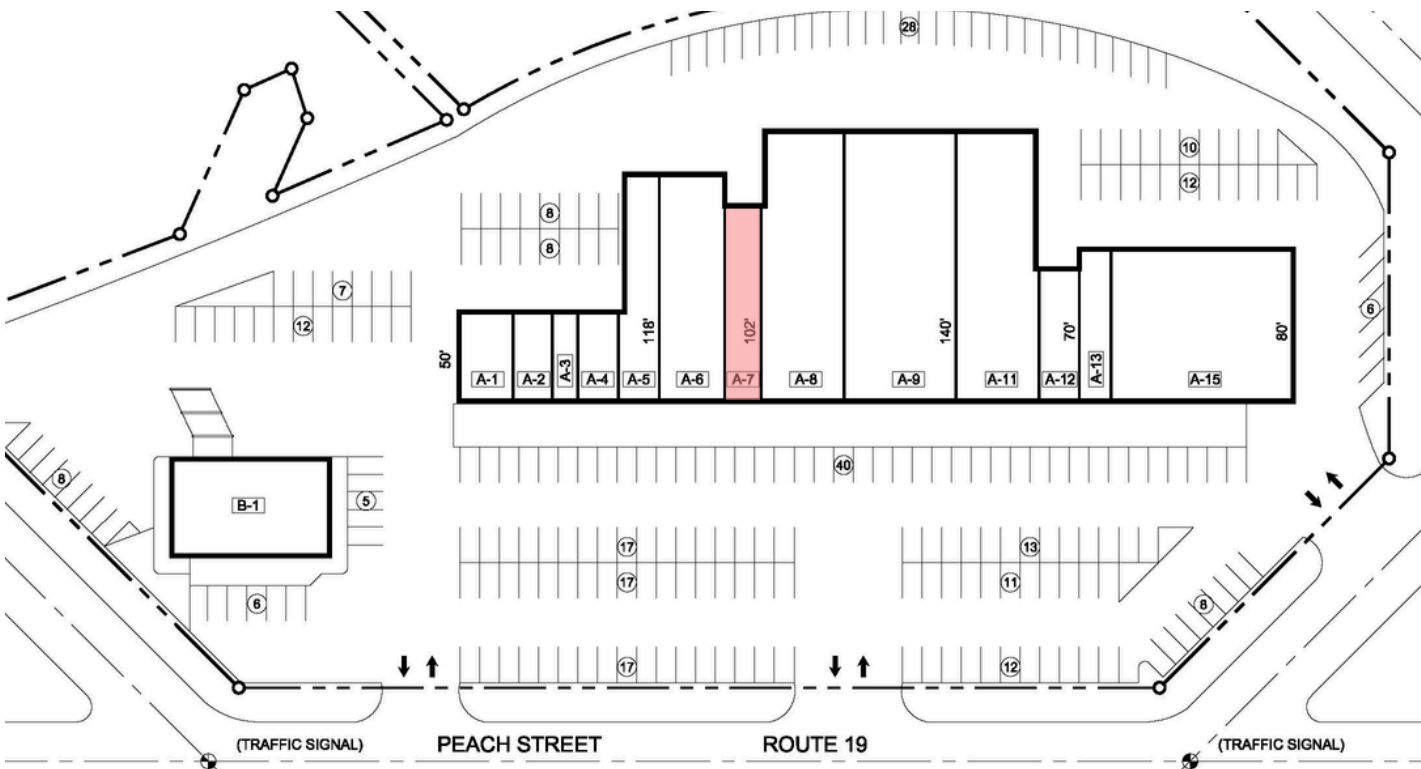 28
10
12
8
8
7
12
6
50'
118'
102'
140'
70'
80'
A-1
A-2
A-3
A-4
A-5
A-6
A-7
A-8
A-9
A-11
A-12
A-13
A-15
40
8
B-1
5
17
17
13
11
6
8
17
12
(TRAFFIC SIGNAL)
PEACH STREET
ROUTE 19
(TRAFFIC SIGNAL)